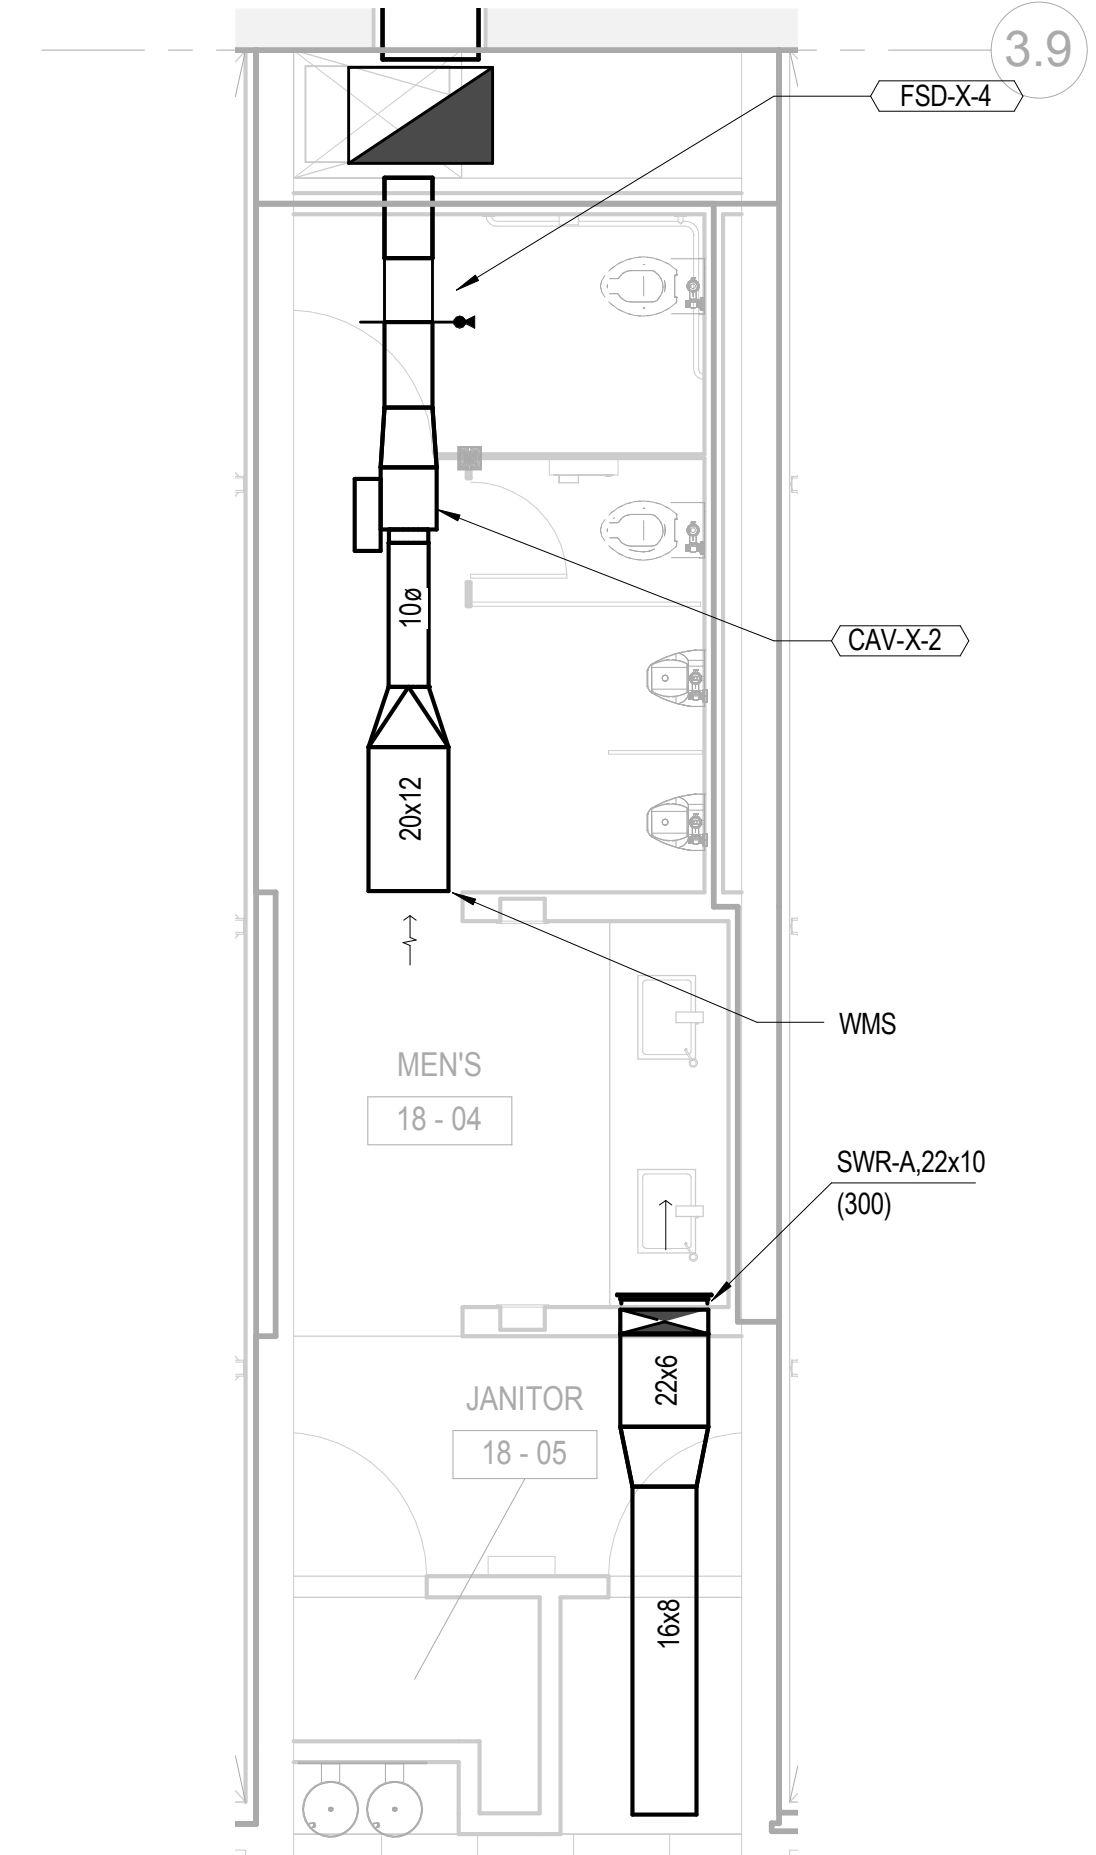 3.9
FSD-X-4
10ø
CAV-X-2
20x12
WMS
MEN'S
18 - 04
SWR-A,22x10
(300)
22x6
JANITOR
18 - 05
16x8